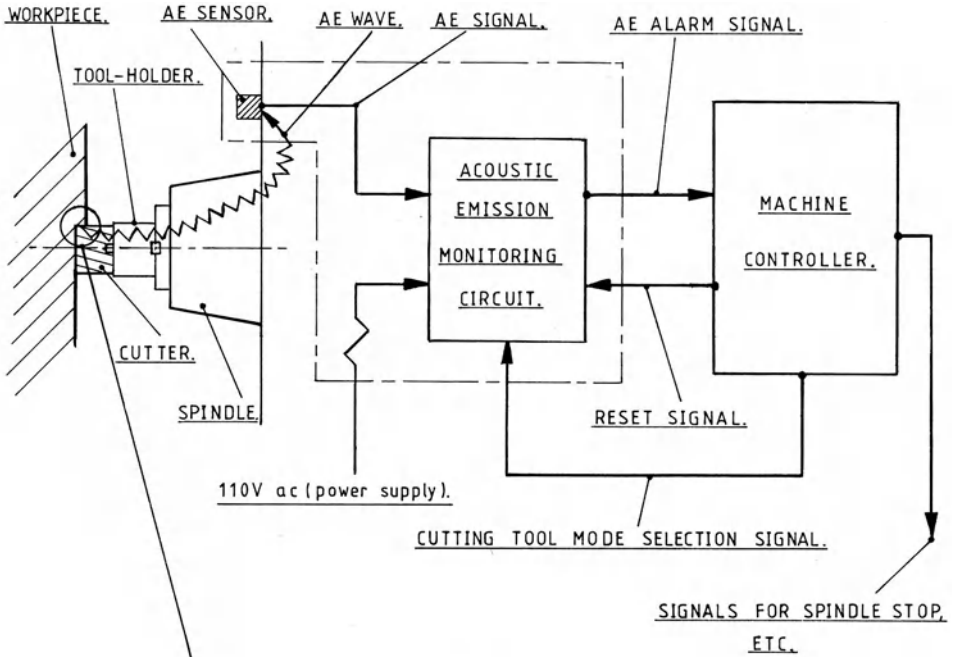 WORKPIECE.
AE SENSOR.
AE WAVE.
AE SIGNAL.
AE ALARM SIGNAL.
TOOL-HOLDER.
ACOUSTIC
EMISSION
MONITORING
CIRCUIT.
MACHINE
CONTROLLER.
CUTTER.
SPINDLE.
RESET SIGNAL.
110V ac (power supply).
CUTTING TOOL MODE SELECTION SIGNAL.
SIGNALS FOR SPINDLE STOP,
ETC.